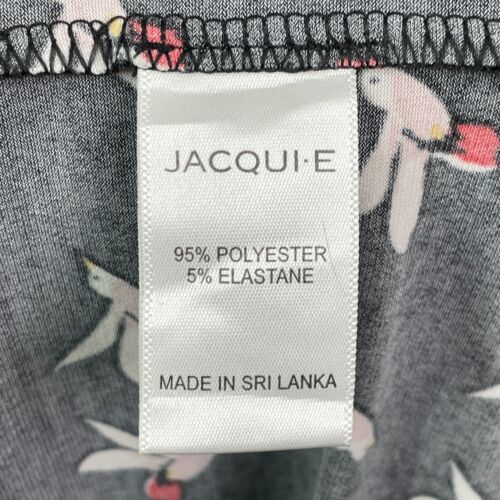 JACQUI·E
95% POLYESTER
5% ELASTANE
MADE IN SRI LANKA